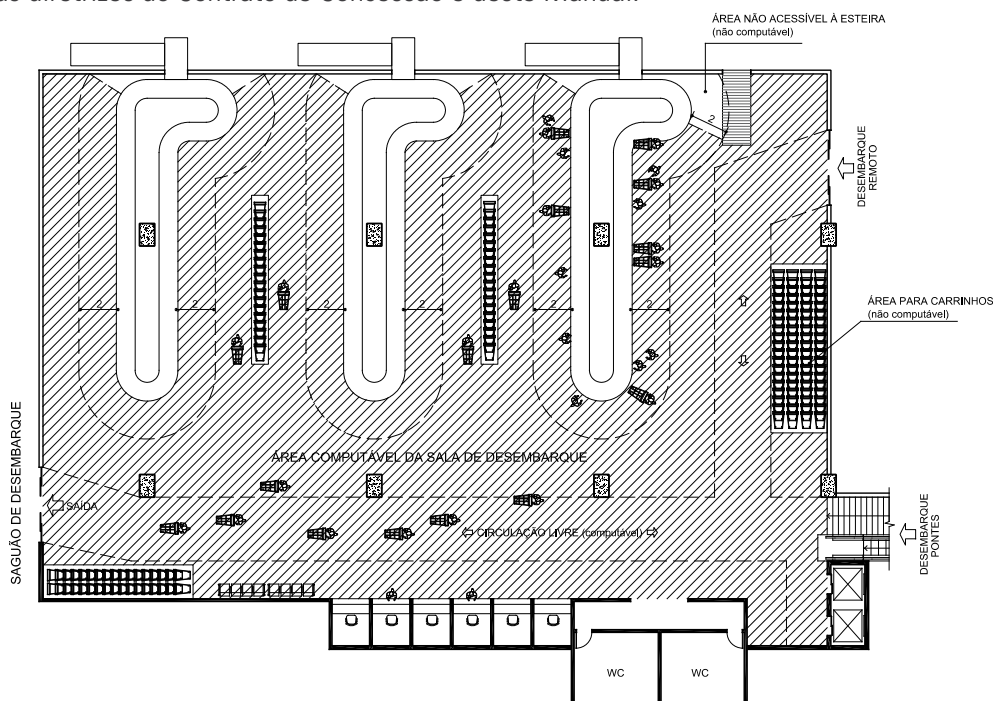 ÁREA NÃO ACESSÍVEL À ESTEIRA
(não computável)
2
DESEMBARQUE
REMOTO
2
2
2
2
2
2
ÁREA PARA CARRINHOS
(não computável)
SAGUÃO DE DESEMBARQUE
ÁREA COMPUTÁVEL DA SALA DE DESEMBARQUE
SAÍDA
CIRCULAÇÃO LIVRE (computável)
DESEMBARQUE
PONTES
WC
WC